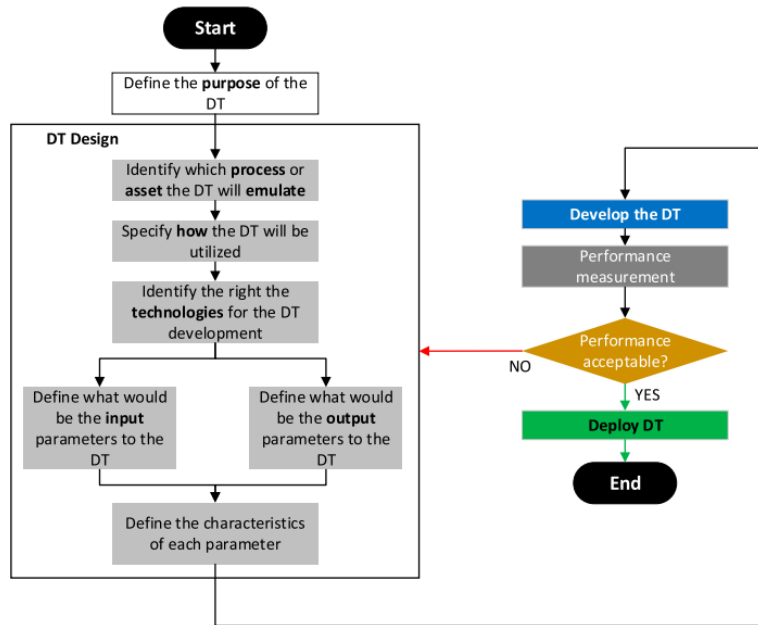 Start
Define the purpose of the
DT
DT Design
Identify which process or
asset the DT will emulate
Specify how the DT will be
utilized
Identify the right the
technologies for the DT
development
Define what would
be the input
parameters to the
DT
Define what would
be the output
parameters to the
DT
Define the characteristics
of each parameter
Develop the DT
Performance
measurement
Performance
acceptable?
NO
YES
Deploy DT
End